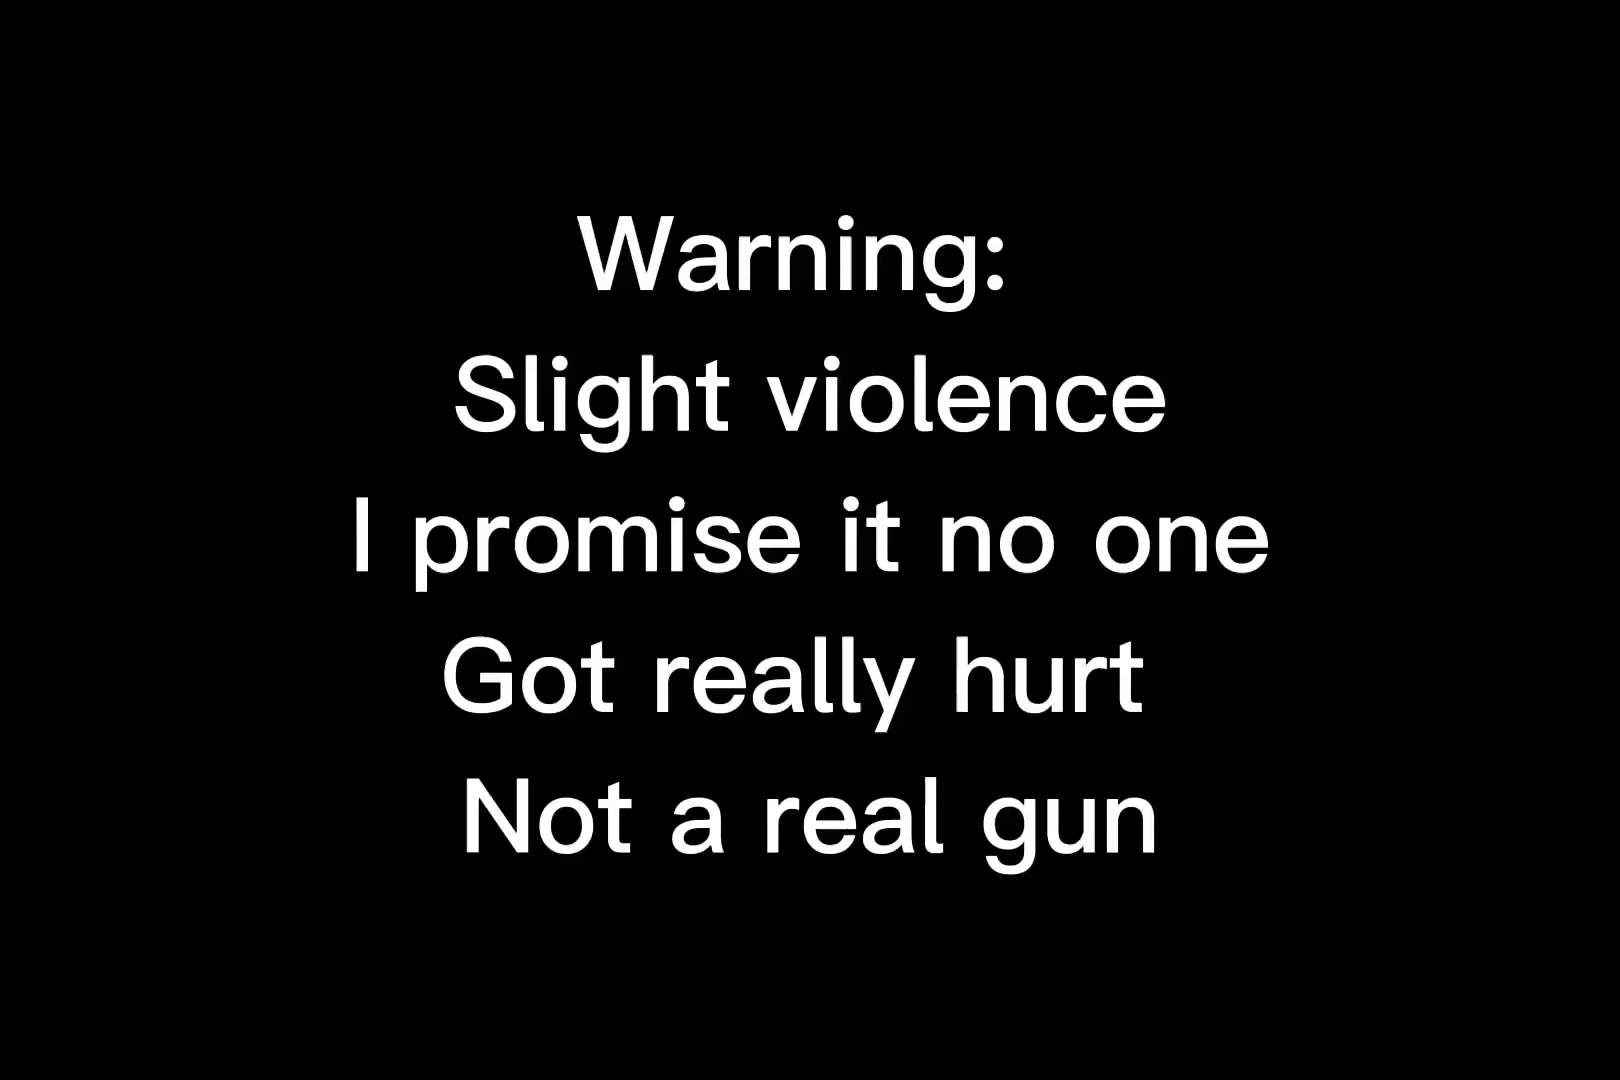 Warning:
Slight violence
I promise it no one
Got really hurt
Not a real gun